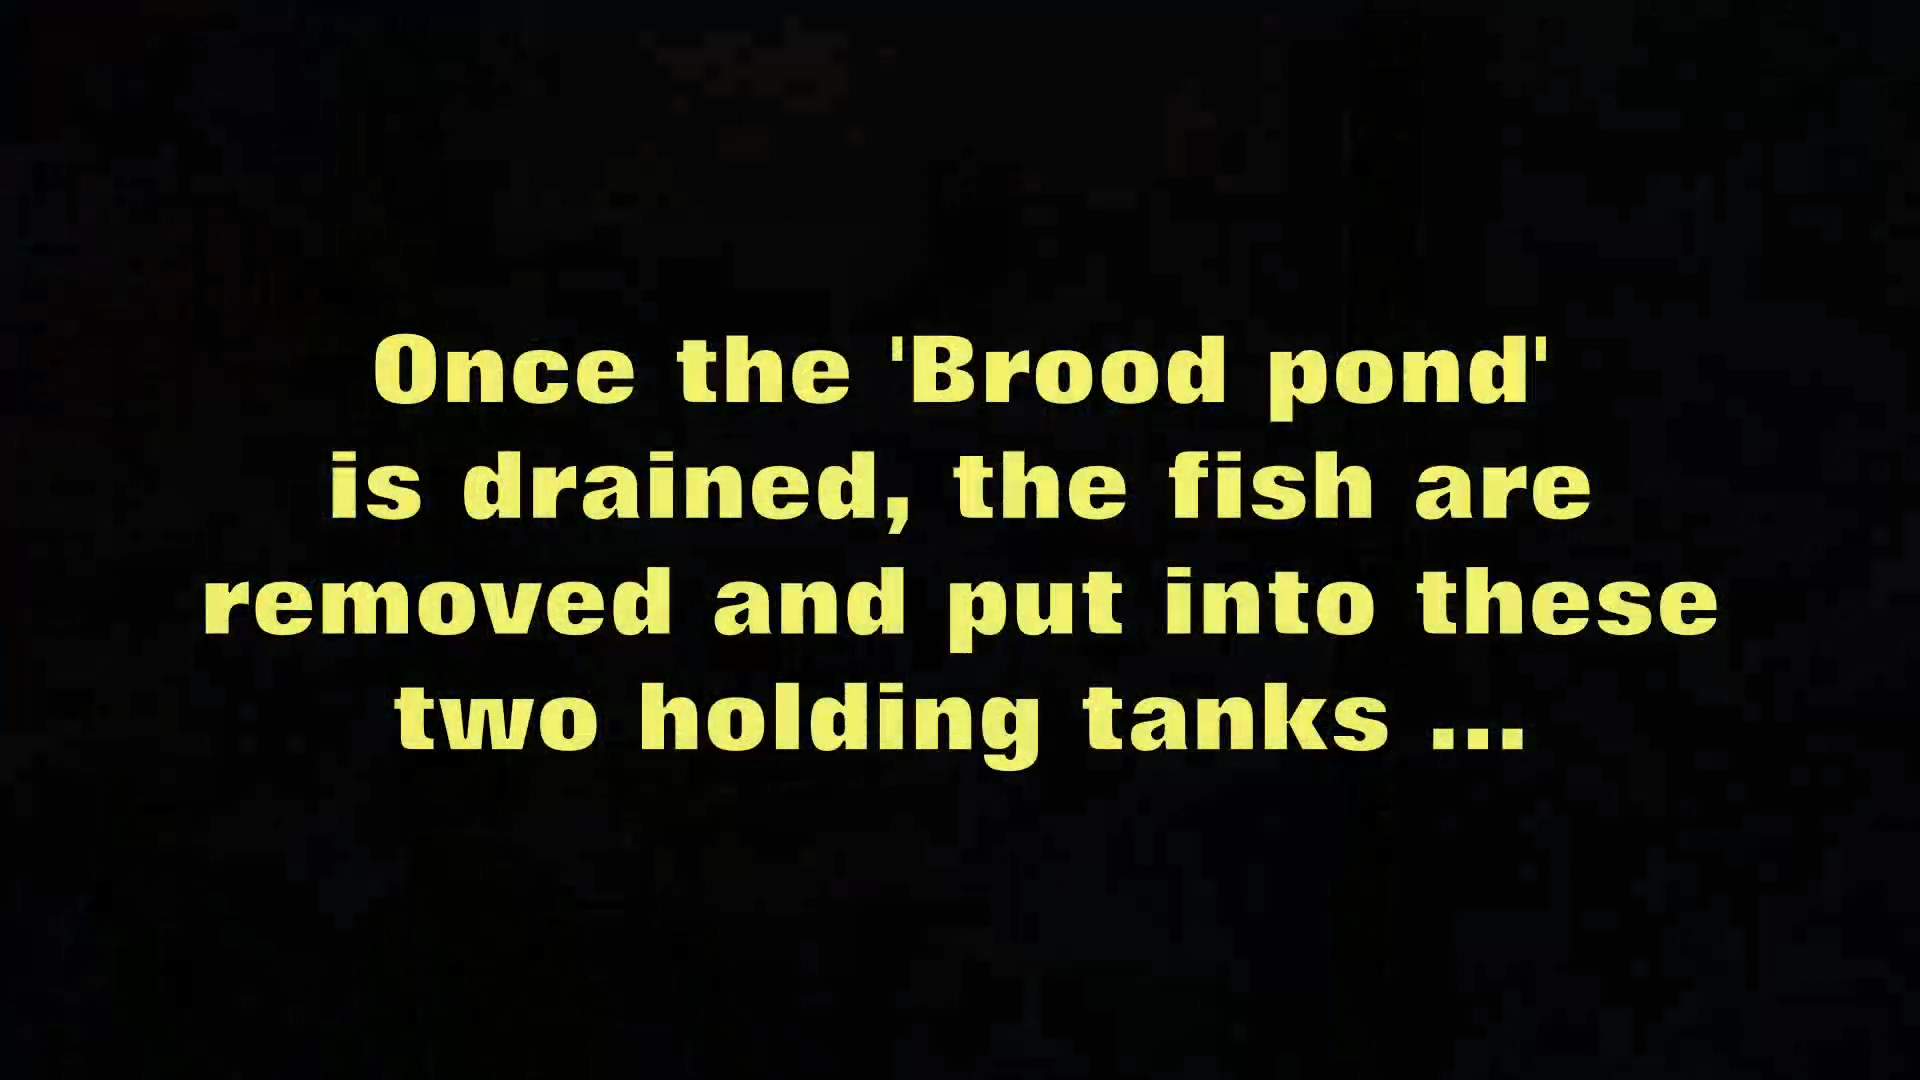 Once the 'Brood pond'
is drained, the fish are
removed and put into these
two holding tanks ...